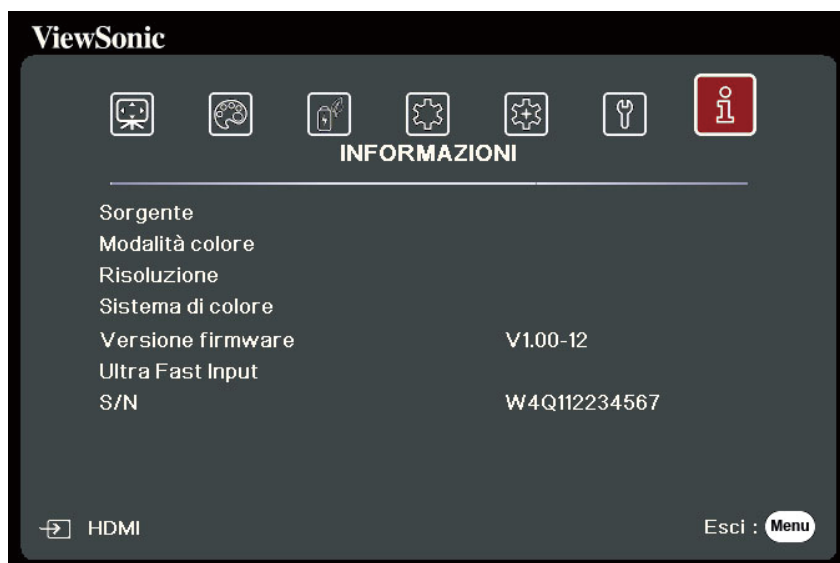 ViewSonic
INFORMAZIONI
Sorgente
Modalità colore
Risoluzione
Sistema di colore
Versione firmware V1.00-12
Ultra Fast Input
S/N W4Q112234567
HDMI Esci : Menu